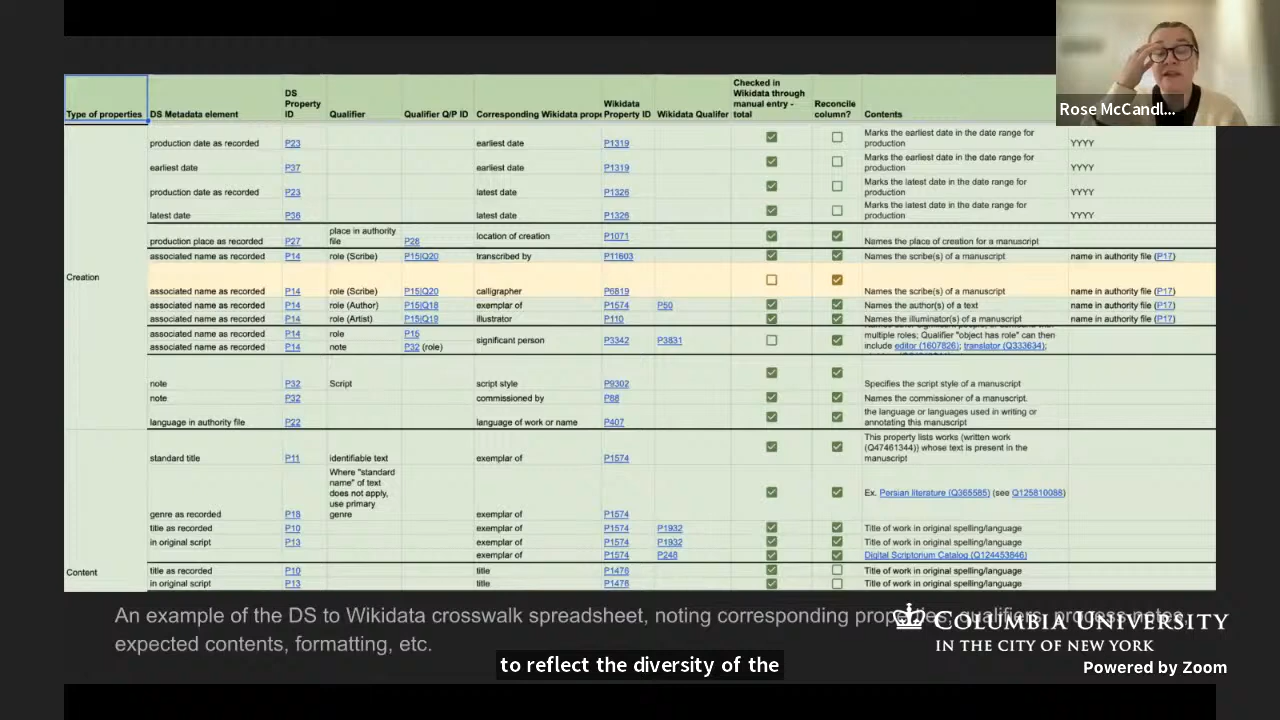 Rose McCandl...
Type of properties DS Metadata element DS Property ID Qualifier Qualifier Q/P ID Corresponding Wikidata prope Wikidata Property ID Wikidata Qualifer Checked in Wikidata through manual entry - total Reconcile column? Contents
production date as recorded P23 earliest date P1319 Marks the earliest date in the date range for production YYYY
earliest date P37 earliest date P1319 Marks the earliest date in the date range for production YYYY
production date as recorded P23 latest date P1326 Marks the latest date in the date range for production YYYY
latest date P36 latest date P1326 Marks the latest date in the date range for production YYYY
production place as recorded P27 place in authority file P28 location of creation P1071 Names the place of creation for a manuscript
Creation
associated name as recorded P14 role (Scribe) P15|Q20 transcribed by P11603 Names the scribe(s) of a manuscript name in authority file (P17)
associated name as recorded P14 role (Scribe) P15|Q20 calligrapher P6819 Names the scribe(s) of a manuscript name in authority file (P17)
associated name as recorded P14 role (Author) P15|Q18 exemplar of P1574 P50 Names the author(s) of a text name in authority file (P17)
associated name as recorded P14 role (Artist) P15|Q19 illustrator P110 Names the illuminator(s) of a manuscript name in authority file (P17)
associated name as recorded P14 role P15
associated name as recorded P14 note P32 (role) significant person P3342 P3831 multiple roles; Qualifier "object has role" can then include editor (1607826); translator (Q333634);
note P32 Script script style P9302 Specifies the script style of a manuscript
note P32 commissioned by P88 Names the commissioner of a manuscript.
language in authority file P22 language of work or name P407 the language or languages used in writing or annotating this manuscript
standard title P11 identifiable text exemplar of P1574 This property lists works (written work (Q47461344)) whose text is present in the manuscript
genre as recorded P18 Where "standard name" of text does not apply, use primary genre exemplar of P1574 Ex. Persian literature (Q365585) (see Q125810088)
title as recorded P10 exemplar of P1574 P1932 Title of work in original spelling/language
in original script P13 exemplar of P1574 P1932 Title of work in original spelling/language
exemplar of P1574 P248 Digital Scriptorium Catalog (Q124453846)
Content
title as recorded P10 title P1476 Title of work in original spelling/language
in original script P13 title P1476 Title of work in original spelling/language
An example of the DS to Wikidata crosswalk spreadsheet, noting corresponding properties, qualifiers, process notes,
expected contents, formatting, etc.
COLUMBIA UNIVERSITY
IN THE CITY OF NEW YORK
to reflect the diversity of the
Powered by Zoom